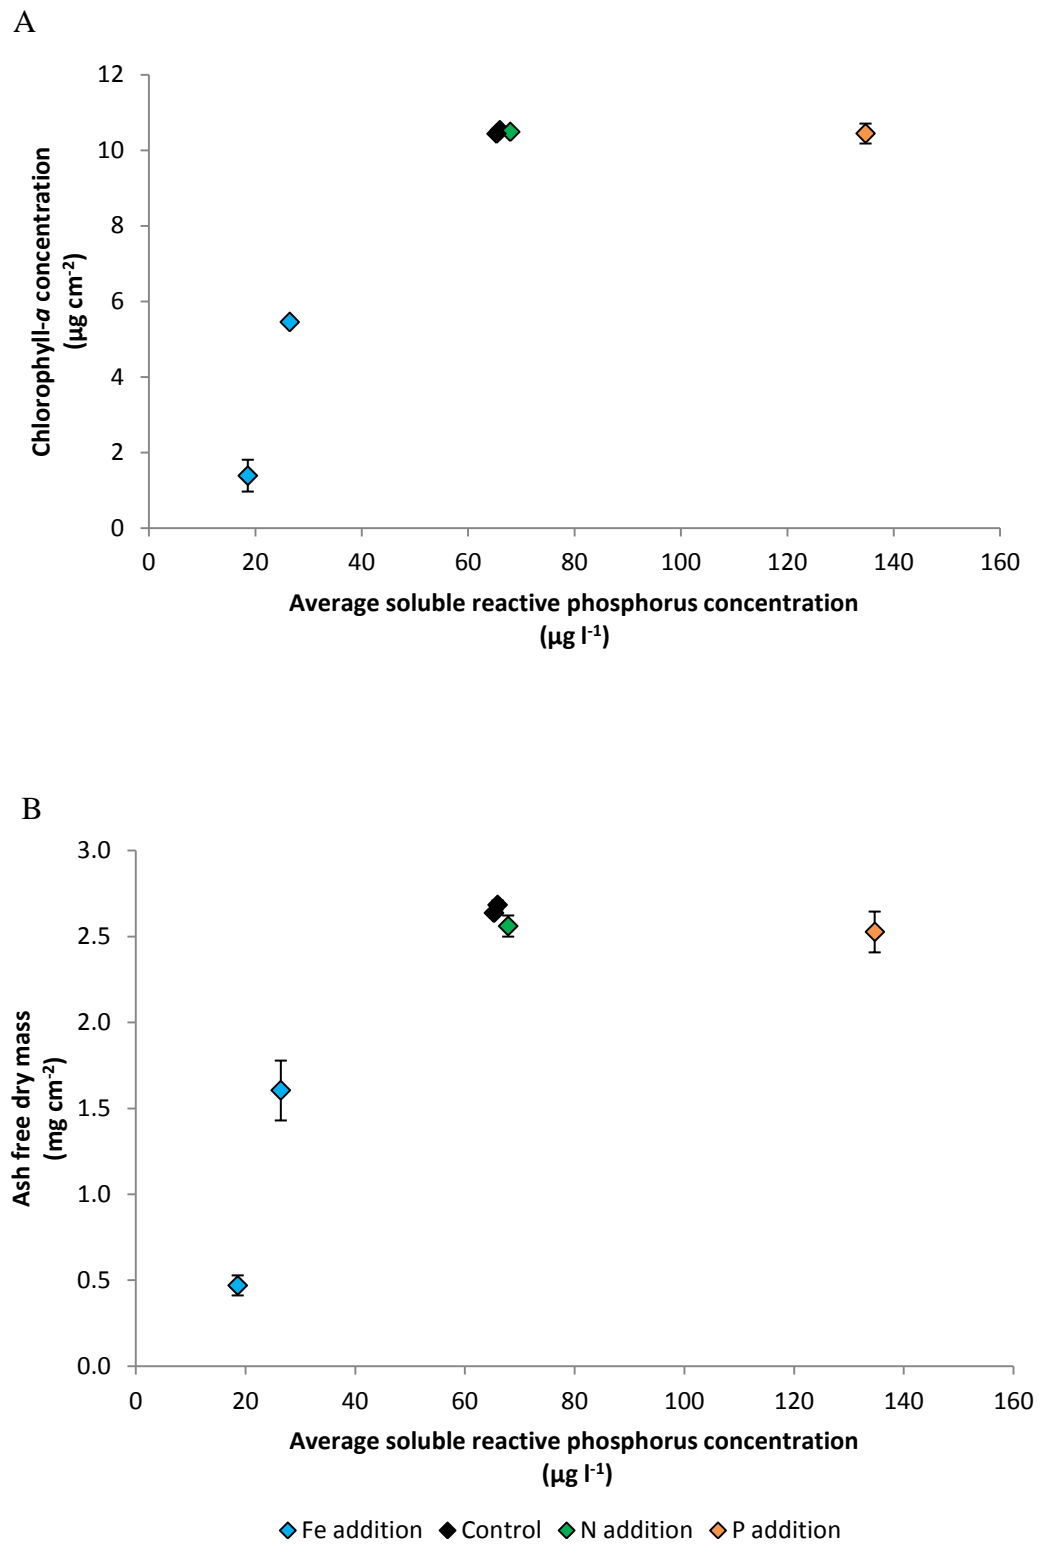 A
12
10
8
6
4
2
0
0 20 40 60 80 100 120 140 160
Chlorophyll-a concentration
(µg cm-2)
Average soluble reactive phosphorus concentration
(µg l-1)
B
3.0
2.5
2.0
1.5
1.0
0.5
0.0
0 20 40 60 80 100 120 140 160
Ash free dry mass
(mg cm-2)
Average soluble reactive phosphorus concentration
(µg l-1)
Fe addition Control N addition P addition